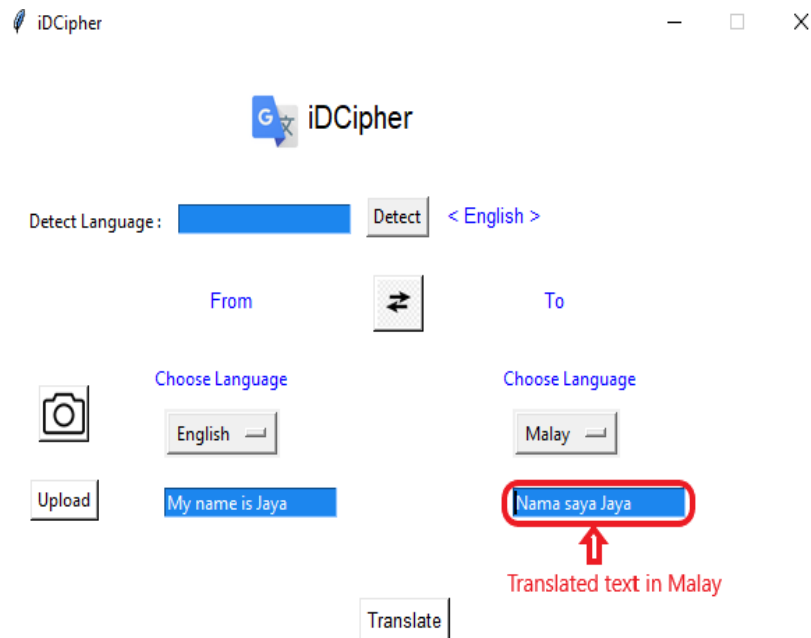 iDCipher
G 文 iDCipher
Detect Language : Detect < English >
From To
Choose Language Choose Language
English Malay
Upload My name is Jaya Nama saya Jaya
Translated text in Malay
Translate